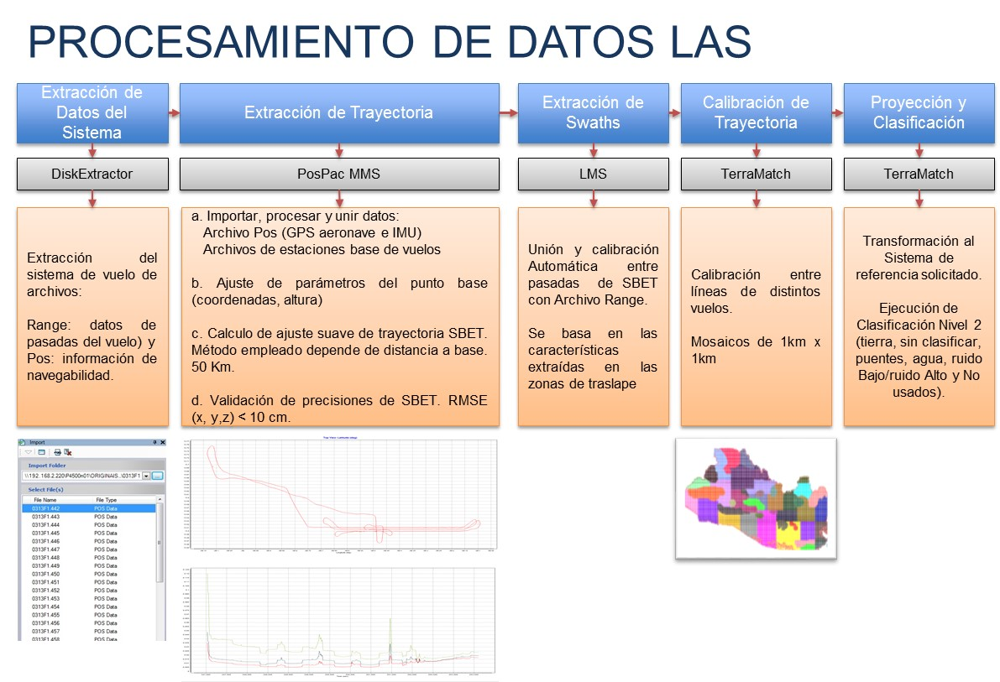 PROCESAMIENTO DE DATOS LAS
Extracción de
Datos del
Sistema
Extracción de Trayectoria
Extracción de
Swaths
Calibración de
Trayectoria
Proyección y
Clasificación
DiskExtractor
PosPac MMS
LMS
TerraMatch
TerraMatch
Extracción del
sistema de vuelo de
archivos:
Range: datos de
pasadas del vuelo) y
Pos: información de
navegabilidad.
a. Importar, procesar y unir datos:
Archivo Pos (GPS aeronave e IMU)
Archivos de estaciones base de vuelos
b. Ajuste de parámetros del punto base
(coordenadas, altura)
c. Calculo de ajuste suave de trayectoria SBET.
Método empleado depende de distancia a base.
50 Km.
d. Validación de precisiones de SBET. RMSE
(x, y,z) < 10 cm.
Unión y calibración
Automática entre
pasadas de SBET
con Archivo Range.
Se basa en las
características
extraídas en las
zonas de traslape
Calibración entre
líneas de distintos
vuelos.
Mosaicos de 1km x
1km
Transformación al
Sistema de
referencia solicitado.
Ejecución de
Clasificación Nivel 2
(tierra, sin clasificar,
puentes, agua, ruido
Bajo/ruido Alto y No
usados).
Import
Import Folder
\\192.168.2.220\P4500n01\ORIGINAIS..\0313F1
Select File(s)
File Name File Type
0313F1.442 POS Data
0313F1.443 POS Data
0313F1.444 POS Data
0313F1.445 POS Data
0313F1.446 POS Data
0313F1.447 POS Data
0313F1.448 POS Data
0313F1.449 POS Data
0313F1.450 POS Data
0313F1.451 POS Data
0313F1.452 POS Data
0313F1.453 POS Data
0313F1.454 POS Data
0313F1.455 POS Data
0313F1.456 POS Data
0313F1.457 POS Data
0313F1.458 POS Data